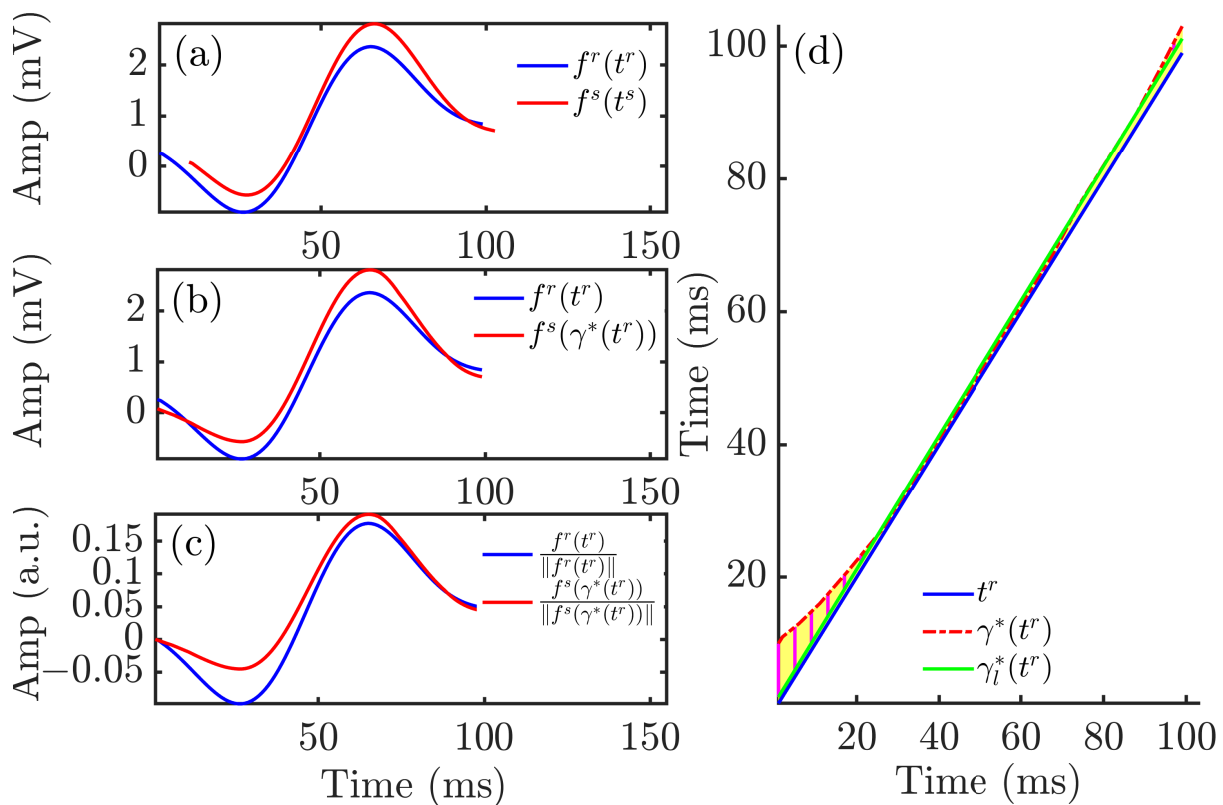 (a)
Amp (mV)
2
1
0
f^r(t^r)
f^s(t^s)
50
100
150
(b)
Amp (mV)
2
1
0
f^r(t^r)
f^s(γ*(t^r))
50
100
150
(c)
Amp (a.u.)
0.15
0.1
0.05
0
−0.05
f^r(t^r)
‖f^r(t^r)‖
f^s(γ*(t^r))
‖f^s(γ*(t^r))‖
50
100
150
Time (ms)
(d)
Time (ms)
100
80
60
40
20
t^r
γ*(t^r)
γ_l*(t^r)
20
40
60
80
100
Time (ms)